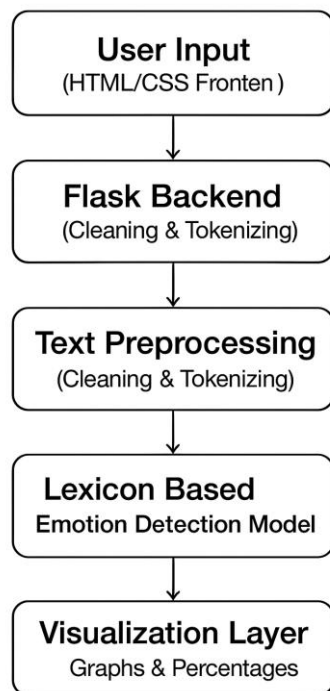 User Input
(HTML/CSS Fronten )
Flask Backend
(Cleaning & Tokenizing)
Text Preprocessing
(Cleaning & Tokenizing)
Lexicon Based
Emotion Detection Model
Visualization Layer
Graphs & Percentages